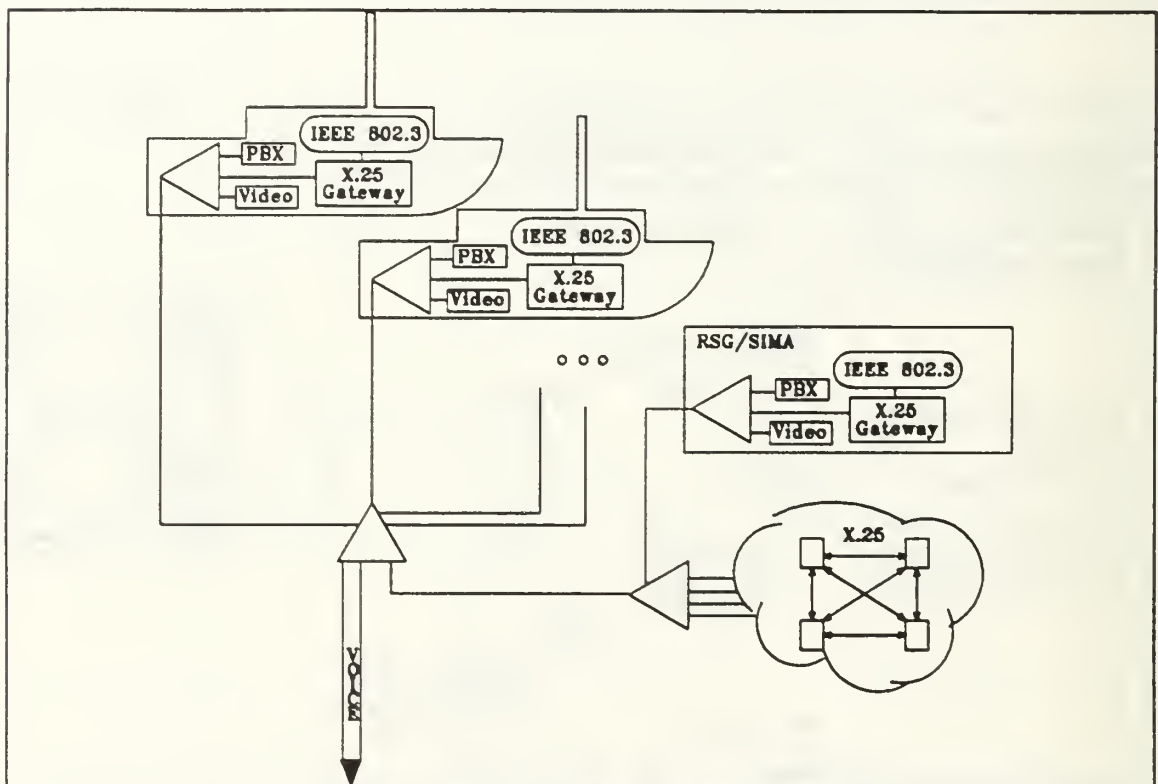 IEEE 802.3
PBX
X.25
Gateway
Video
IEEE 802.3
PBX
X.25
Gateway
Video
RSG/SIMA
IEEE 802.3
PBX
X.25
Gateway
Video
X.25
VOICE